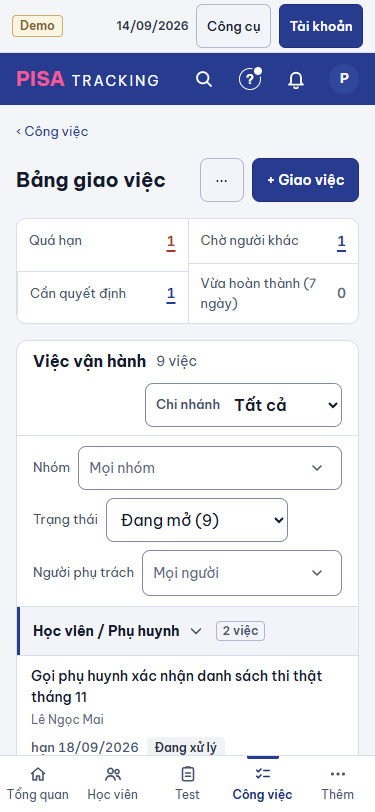 Demo
14/09/2026
Công cụ
Tài khoản
PISA TRACKING
?
P
‹ Công việc
Bảng giao việc
...
+ Giao việc
Quá hạn 1
Chờ người khác 1
Cần quyết định 1
Vừa hoàn thành (7 ngày) 0
Việc vận hành 9 việc
Chi nhánh Tất cả
Nhóm Mọi nhóm
Trạng thái Đang mở (9)
Người phụ trách Mọi người
Học viên / Phụ huynh 2 việc
Gọi phụ huynh xác nhận danh sách thi thật
tháng 11
Lê Ngọc Mai
hạn 18/09/2026 Đang xử lý
Tổng quan
Học viên
Test
Công việc
Thêm